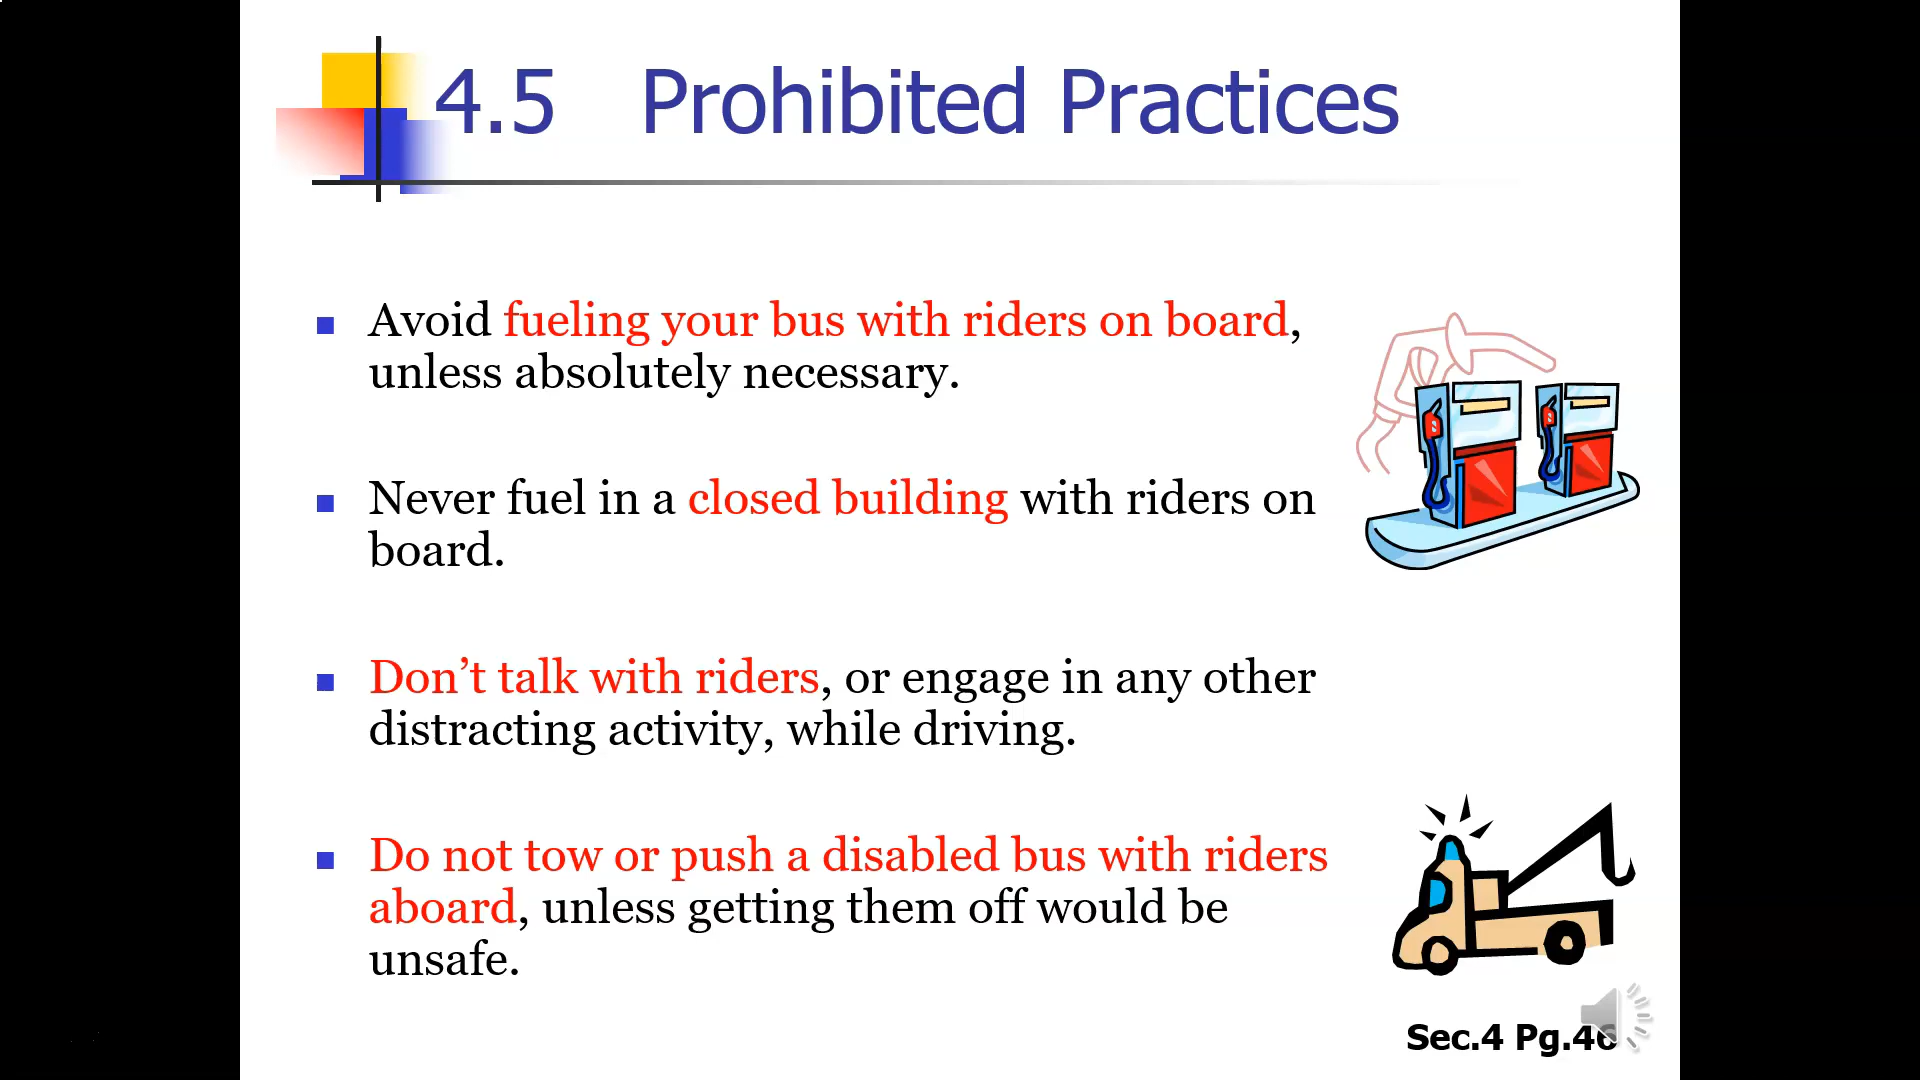 4.5 Prohibited Practices
Avoid fueling your bus with riders on board,
unless absolutely necessary.
Never fuel in a closed building with riders on
board.
Don’t talk with riders, or engage in any other
distracting activity, while driving.
Do not tow or push a disabled bus with riders
aboard, unless getting them off would be
unsafe.
Sec.4 Pg.46